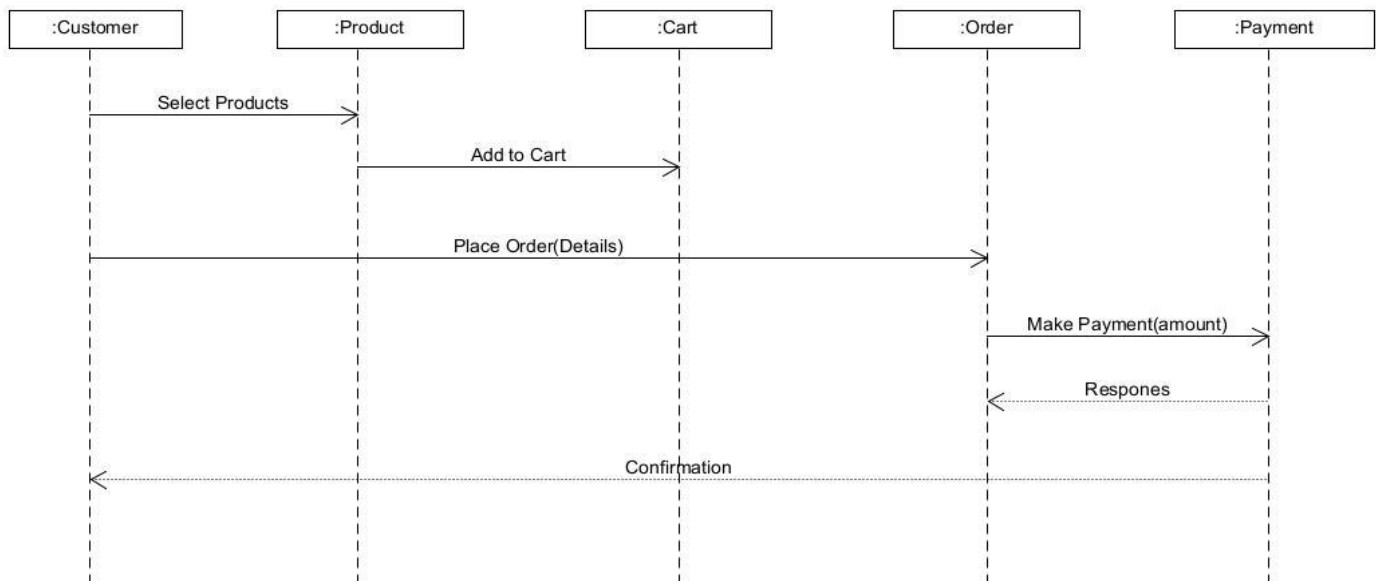 :Customer
:Product
:Cart
:Order
:Payment
Select Products
Add to Cart
Place Order(Details)
Make Payment(amount)
Respones
Confirmation